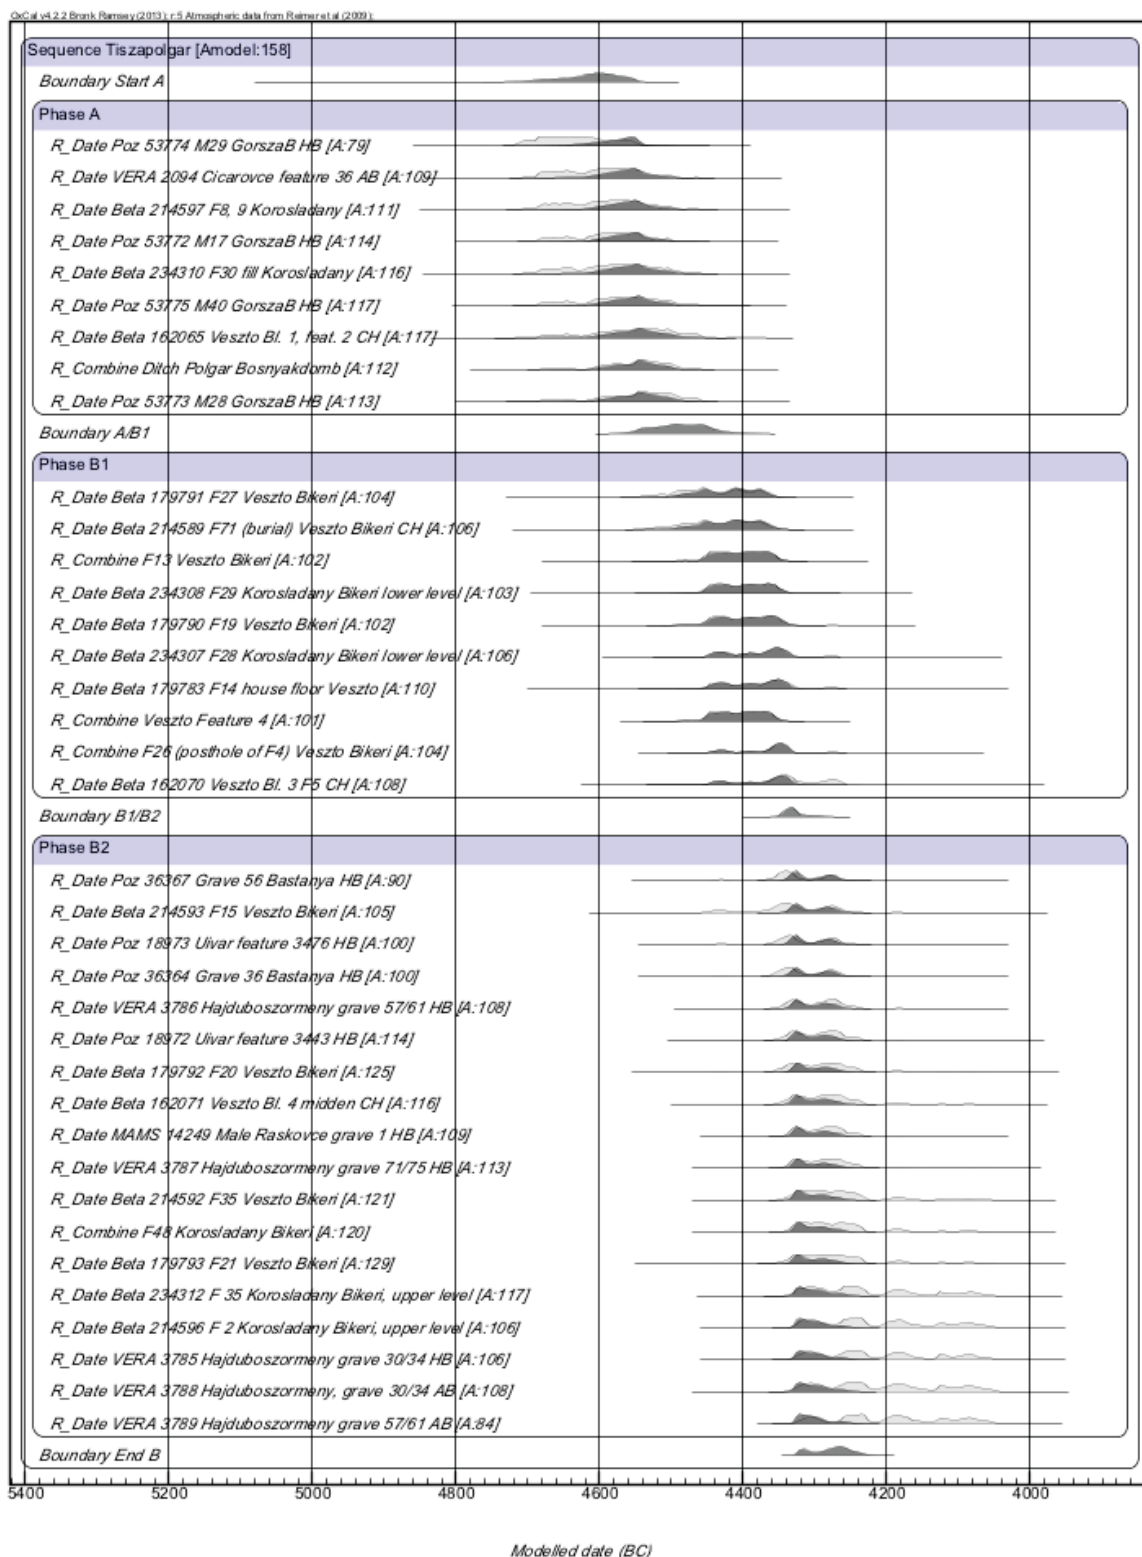 OxCal v4.2.2 Bronk Ramsey (2013); r:5 Atmospheric data from Reimer et al (2009);
Sequence Tiszapolgar [Amodel:158]
Boundary Start A
Phase A
R_Date Poz 53774 M29 GorszaB HB [A:79]
R_Date VERA 2094 Cicarovce feature 36 AB [A:109]
R_Date Beta 214597 F8, 9 Korosladany [A:111]
R_Date Poz 53772 M17 GorszaB HB [A:114]
R_Date Beta 234310 F30 fill Korosladany [A:116]
R_Date Poz 53775 M40 GorszaB HB [A:117]
R_Date Beta 162065 Veszto Bl. 1, feat. 2 CH [A:117]
R_Combine Ditch Polgar Bosnyakdomb [A:112]
R_Date Poz 53773 M28 GorszaB HB [A:113]
Boundary A/B1
Phase B1
R_Date Beta 179791 F27 Veszto Bikeri [A:104]
R_Date Beta 214589 F71 (burial) Veszto Bikeri CH [A:106]
R_Combine F13 Veszto Bikeri [A:102]
R_Date Beta 234308 F29 Korosladany Bikeri lower level [A:103]
R_Date Beta 179790 F19 Veszto Bikeri [A:102]
R_Date Beta 234307 F28 Korosladany Bikeri lower level [A:106]
R_Date Beta 179783 F14 house floor Veszto [A:110]
R_Combine Veszto Feature 4 [A:101]
R_Combine F26 (posthole of F4) Veszto Bikeri [A:104]
R_Date Beta 162070 Veszto Bl. 3 F5 CH [A:108]
Boundary B1/B2
Phase B2
R_Date Poz 36367 Grave 56 Bastanya HB [A:90]
R_Date Beta 214593 F15 Veszto Bikeri [A:105]
R_Date Poz 18973 Uivar feature 3476 HB [A:100]
R_Date Poz 36364 Grave 36 Bastanya HB [A:100]
R_Date VERA 3786 Hajduboszormeny grave 57/61 HB [A:108]
R_Date Poz 18972 Uivar feature 3443 HB [A:114]
R_Date Beta 179792 F20 Veszto Bikeri [A:125]
R_Date Beta 162071 Veszto Bl. 4 midden CH [A:116]
R_Date MAMS 14249 Male Raskovce grave 1 HB [A:109]
R_Date VERA 3787 Hajduboszormeny grave 71/75 HB [A:113]
R_Date Beta 214592 F35 Veszto Bikeri [A:121]
R_Combine F48 Korosladany Bikeri [A:120]
R_Date Beta 179793 F21 Veszto Bikeri [A:129]
R_Date Beta 234312 F 35 Korosladany Bikeri, upper level [A:117]
R_Date Beta 214596 F 2 Korosladany Bikeri, upper level [A:106]
R_Date VERA 3785 Hajduboszormeny grave 30/34 HB [A:106]
R_Date VERA 3788 Hajduboszormeny, grave 30/34 AB [A:108]
R_Date VERA 3789 Hajduboszormeny grave 57/61 AB [A:84]
Boundary End B
5400 5200 5000 4800 4600 4400 4200 4000
Modelled date (BC)